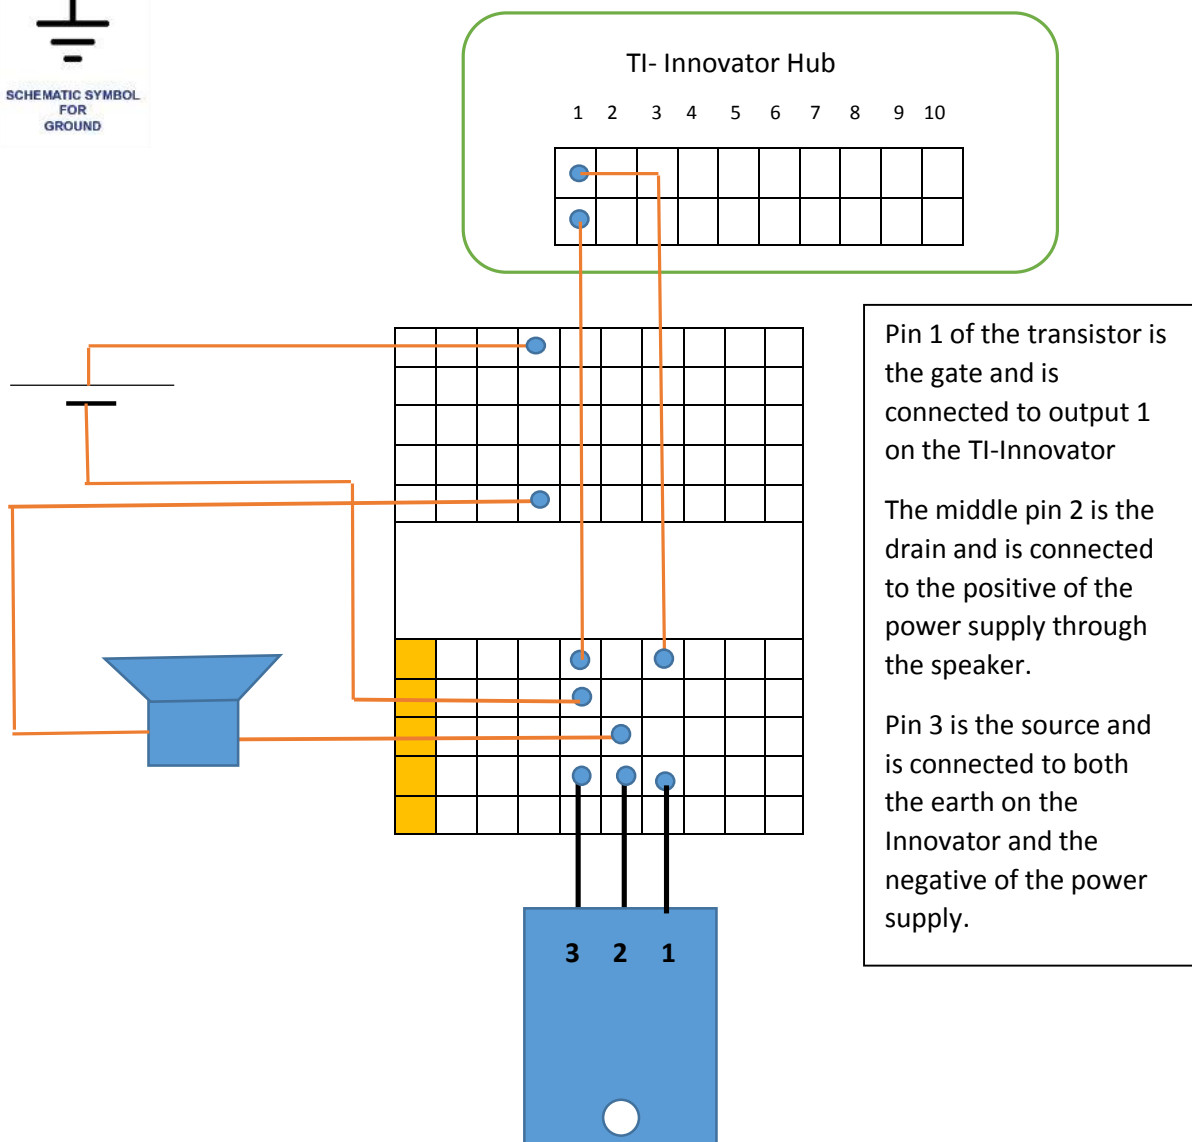 SCHEMATIC SYMBOL
FOR
GROUND
TI- Innovator Hub
1 2 3 4 5 6 7 8 9 10
Pin 1 of the transistor is
the gate and is
connected to output 1
on the TI-Innovator
The middle pin 2 is the
drain and is connected
to the positive of the
power supply through
the speaker.
Pin 3 is the source and
is connected to both
the earth on the
Innovator and the
negative of the power
supply.
3 2 1